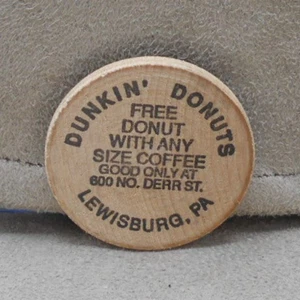 DUNKIN' DONUTS
FREE
DONUT
WITH ANY
SIZE COFFEE
GOOD ONLY AT
600 NO. DERR ST.
LEWISBURG, PA